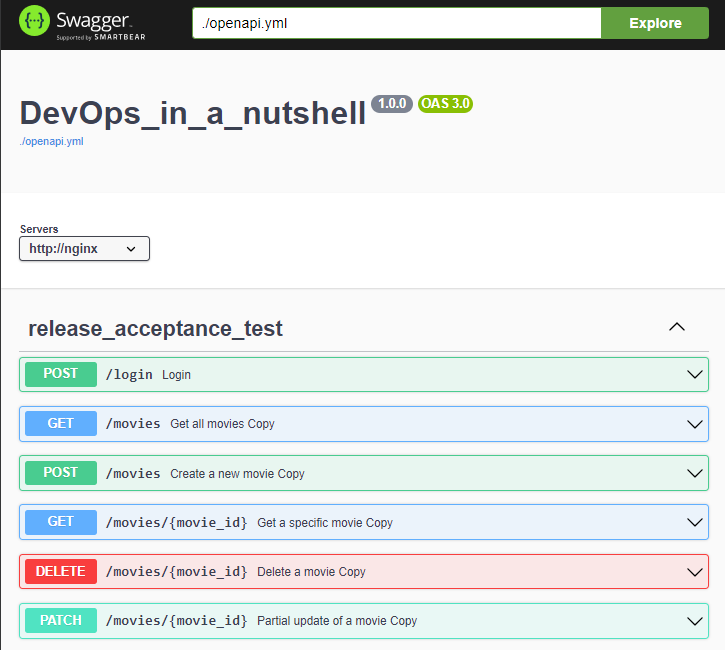 {···} Swagger™
Supported by SMARTBEAR
./openapi.yml
Explore
DevOps_in_a_nutshell 1.0.0 OAS 3.0
./openapi.yml
Servers
http://nginx
release_acceptance_test
POST /login Login
GET /movies Get all movies Copy
POST /movies Create a new movie Copy
GET /movies/{movie_id} Get a specific movie Copy
DELETE /movies/{movie_id} Delete a movie Copy
PATCH /movies/{movie_id} Partial update of a movie Copy